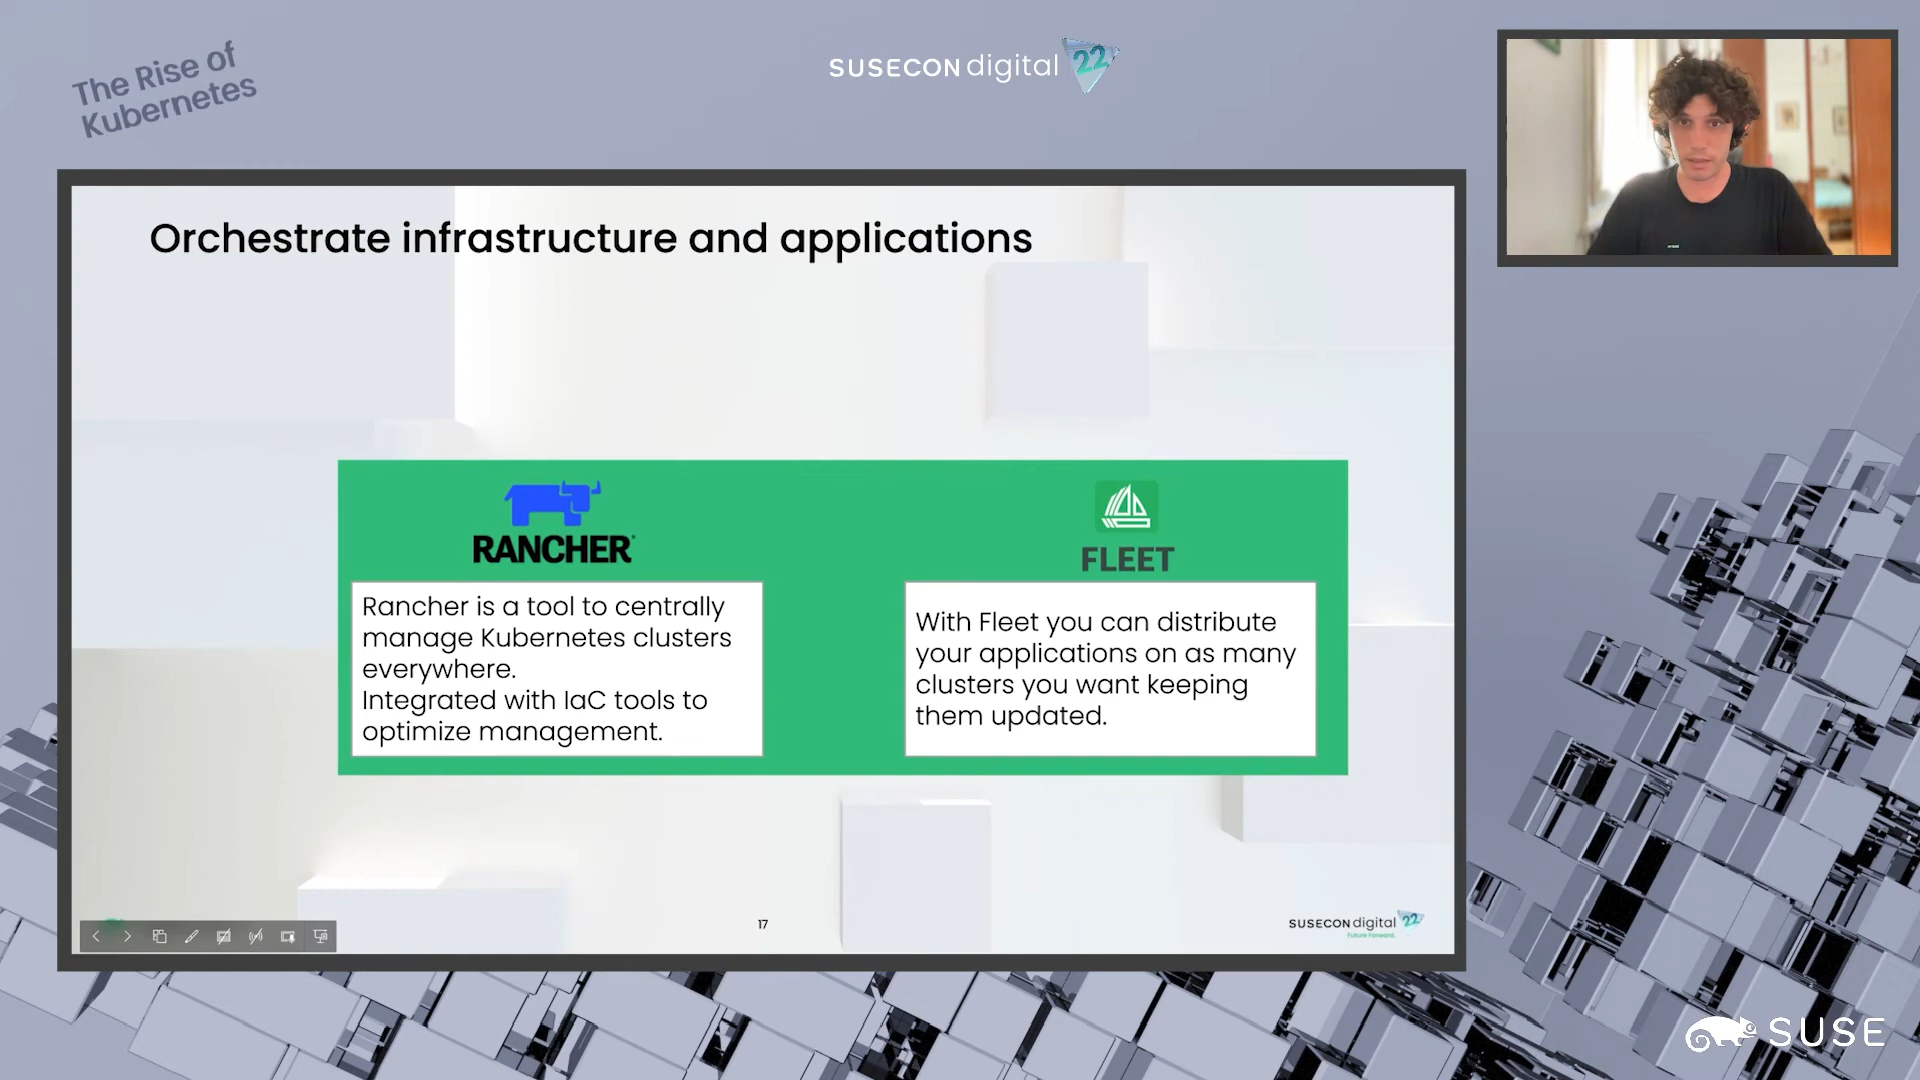 The Rise of
Kubernetes
SUSECON digital 22
Orchestrate infrastructure and applications
RANCHER
FLEET
Rancher is a tool to centrally
manage Kubernetes clusters
everywhere.
Integrated with IaC tools to
optimize management.
With Fleet you can distribute
your applications on as many
clusters you want keeping
them updated.
17
SUSECON digital 22
Future Forward.
SUSE